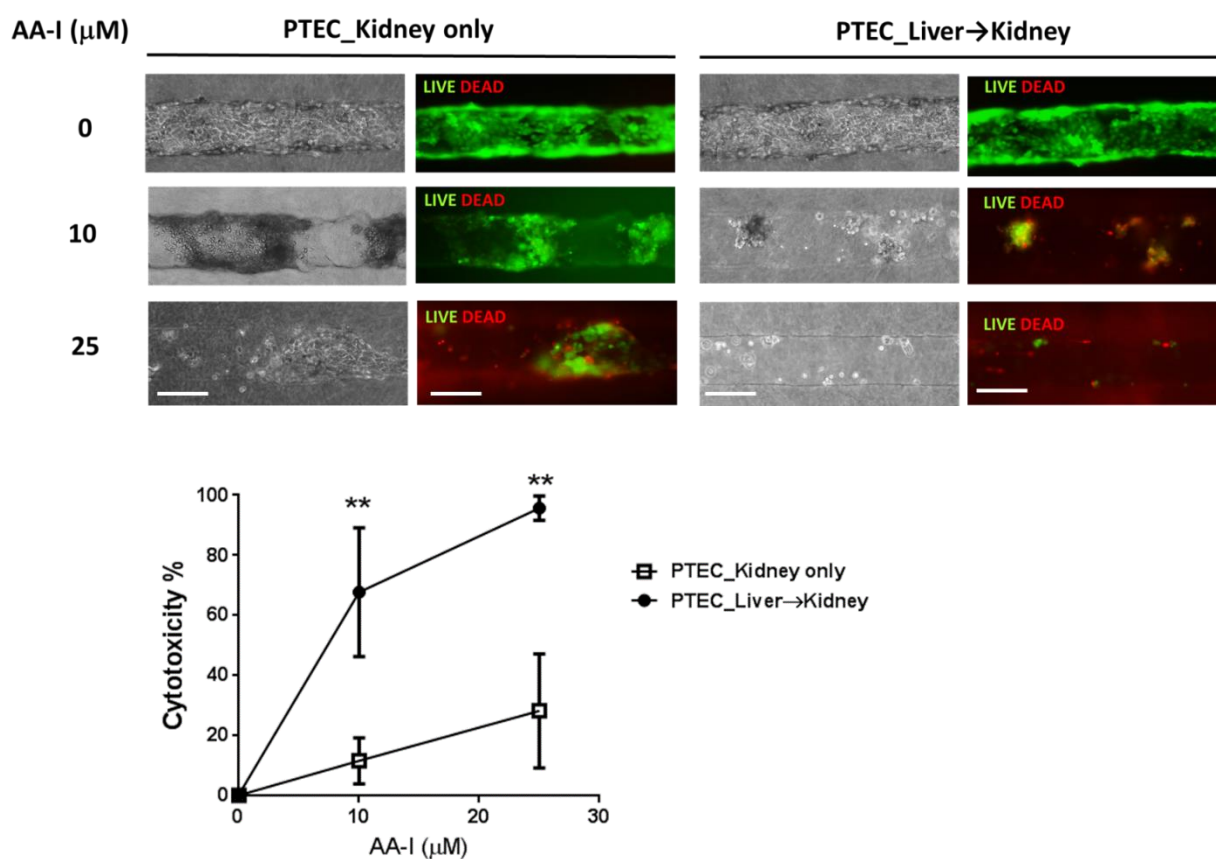 AA-I (μM) PTEC_Kidney only PTEC_Liver→Kidney
0 LIVE DEAD LIVE DEAD
10 LIVE DEAD LIVE DEAD
25 LIVE DEAD LIVE DEAD
** **
100
80
60
40
20
0
Cytotoxicity %
0 10 20 30
AA-I (μM)
PTEC_Kidney only
PTEC_Liver→Kidney